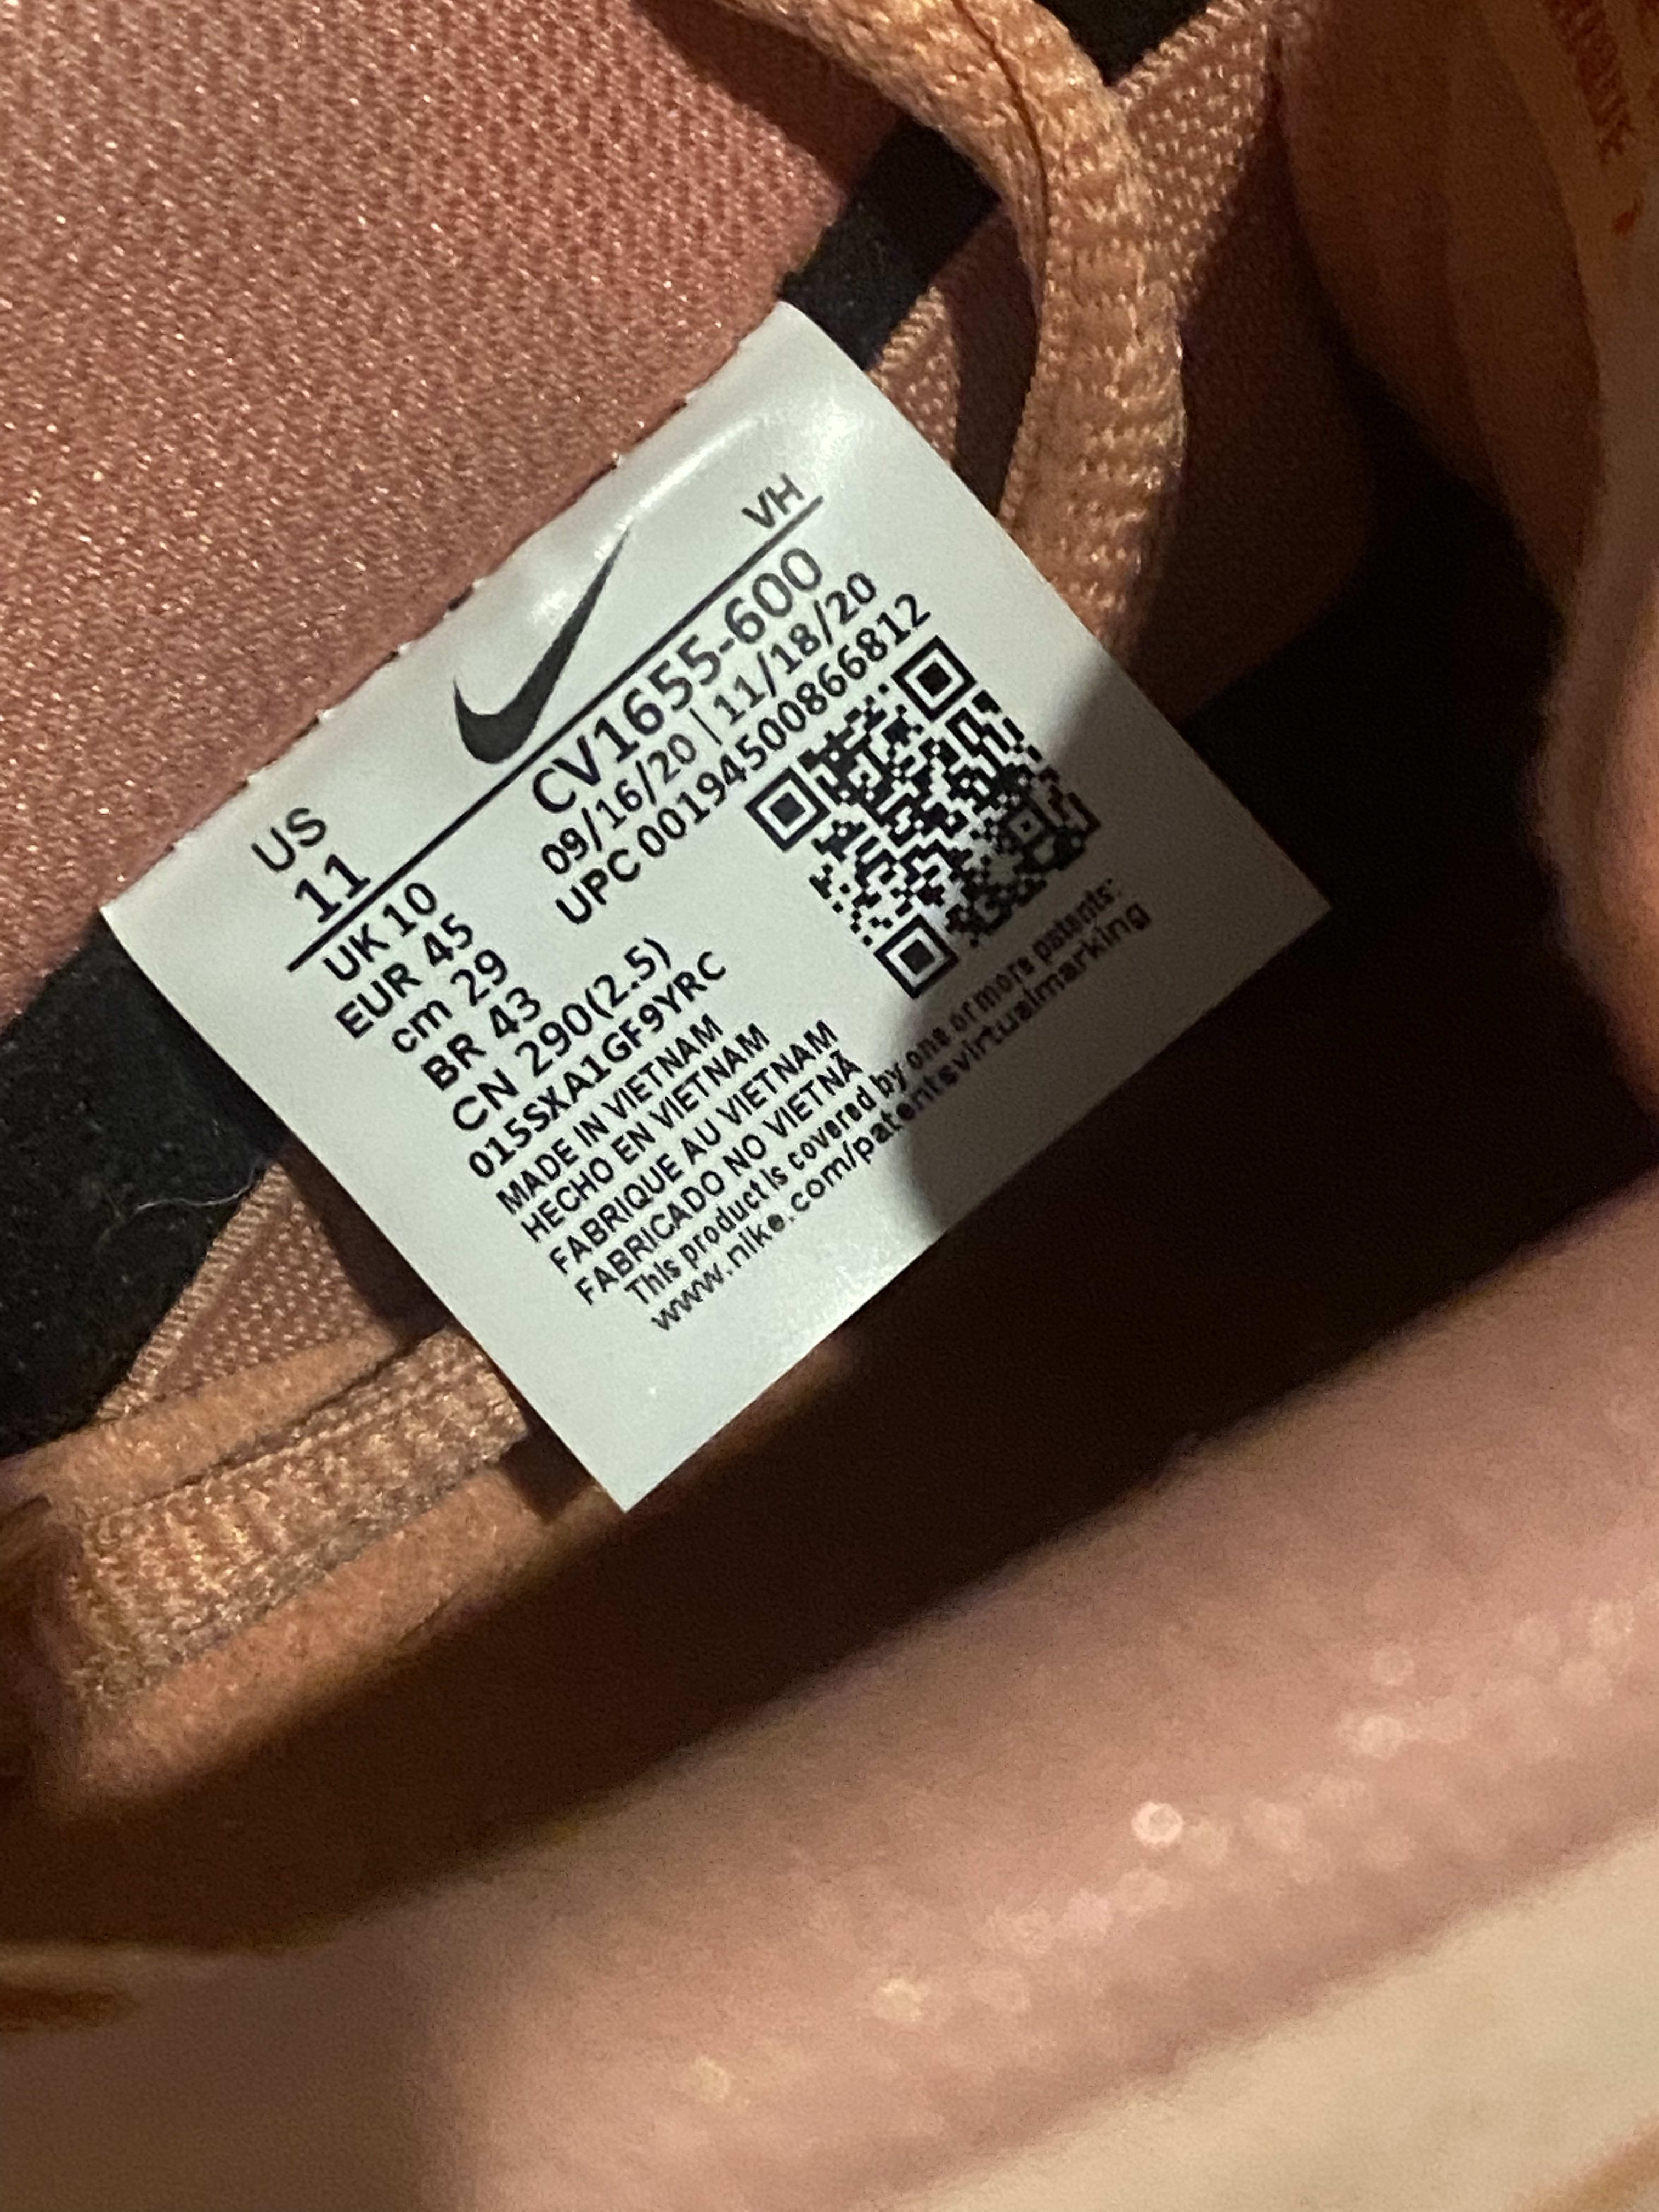 US
11
VH
UK 10
EUR 45
cm 29
BR 43
CN 290(2.5)
CV1655-600
09/16/20 | 11/18/20
UPC 00194500866812
015SXA1GF9YRC
MADE IN VIETNAM
HECHO EN VIETNAM
FABRIQUE AU VIETNAM
FABRICADO NO VIETNÃ
This product is covered by one or more patents:
www.nike.com/patentsvirtualmarking